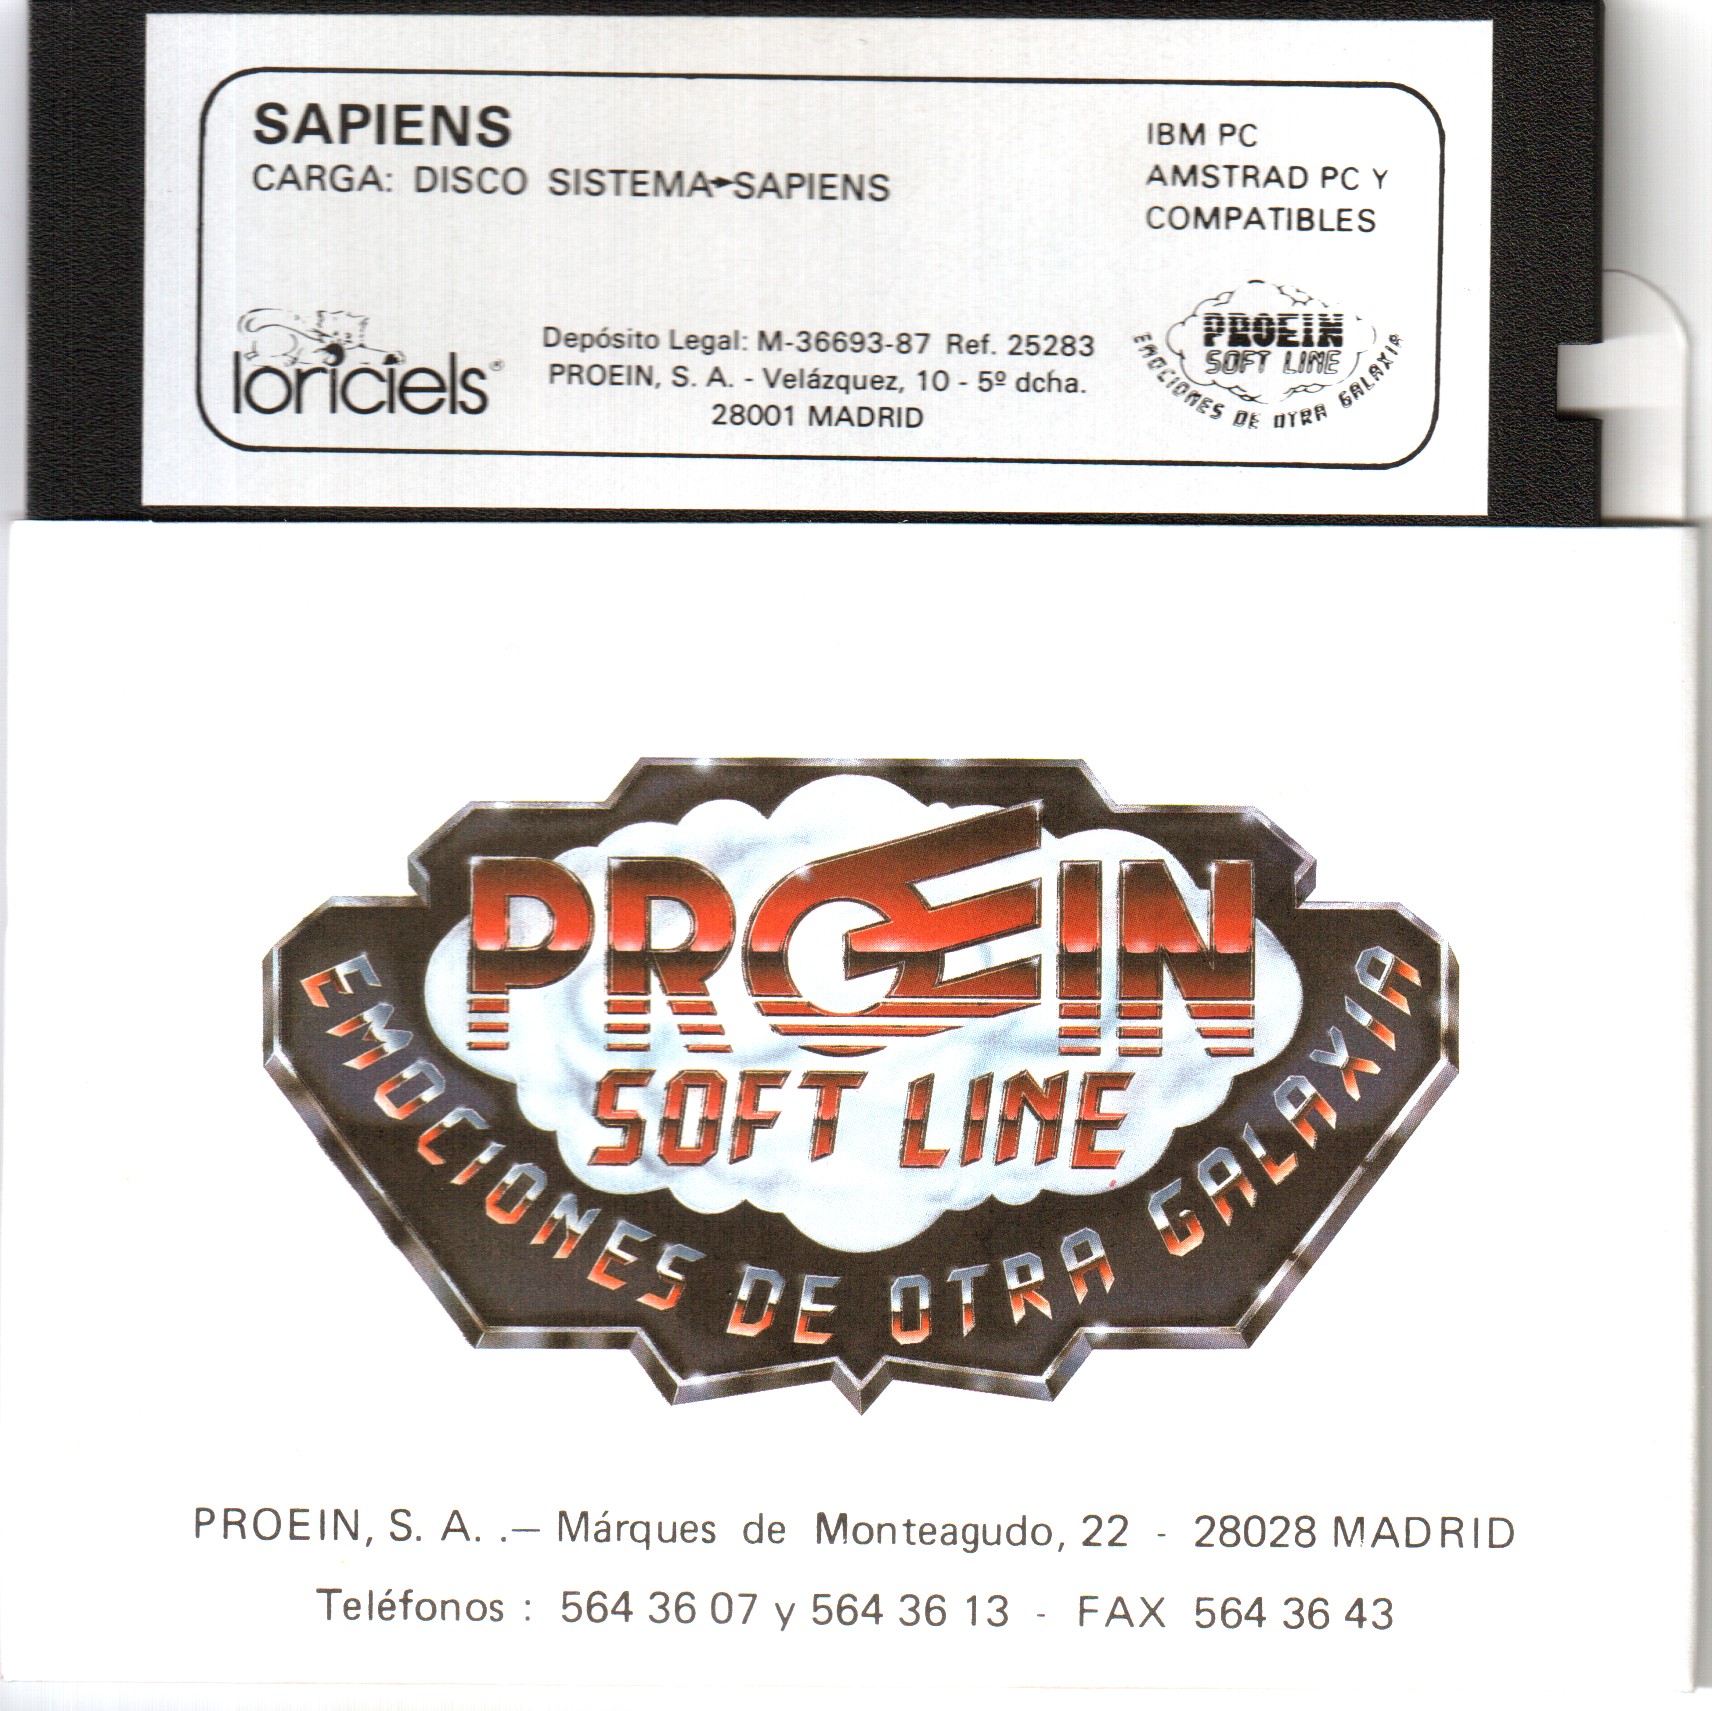 SAPIENS
CARGA: DISCO SISTEMA→SAPIENS
IBM PC
AMSTRAD PC Y
COMPATIBLES
loriciels®
Depósito Legal: M-36693-87 Ref. 25283
PROEIN, S. A. - Velázquez, 10 - 5º dcha.
28001 MADRID
PROEIN
SOFT LINE
EMOCIONES DE OTRA GALAXIA
PROEIN
SOFT LINE
EMOCIONES DE OTRA GALAXIA
PROEIN, S. A. .— Márques de Monteagudo, 22 - 28028 MADRID
Teléfonos : 564 36 07 y 564 36 13 - FAX 564 36 43